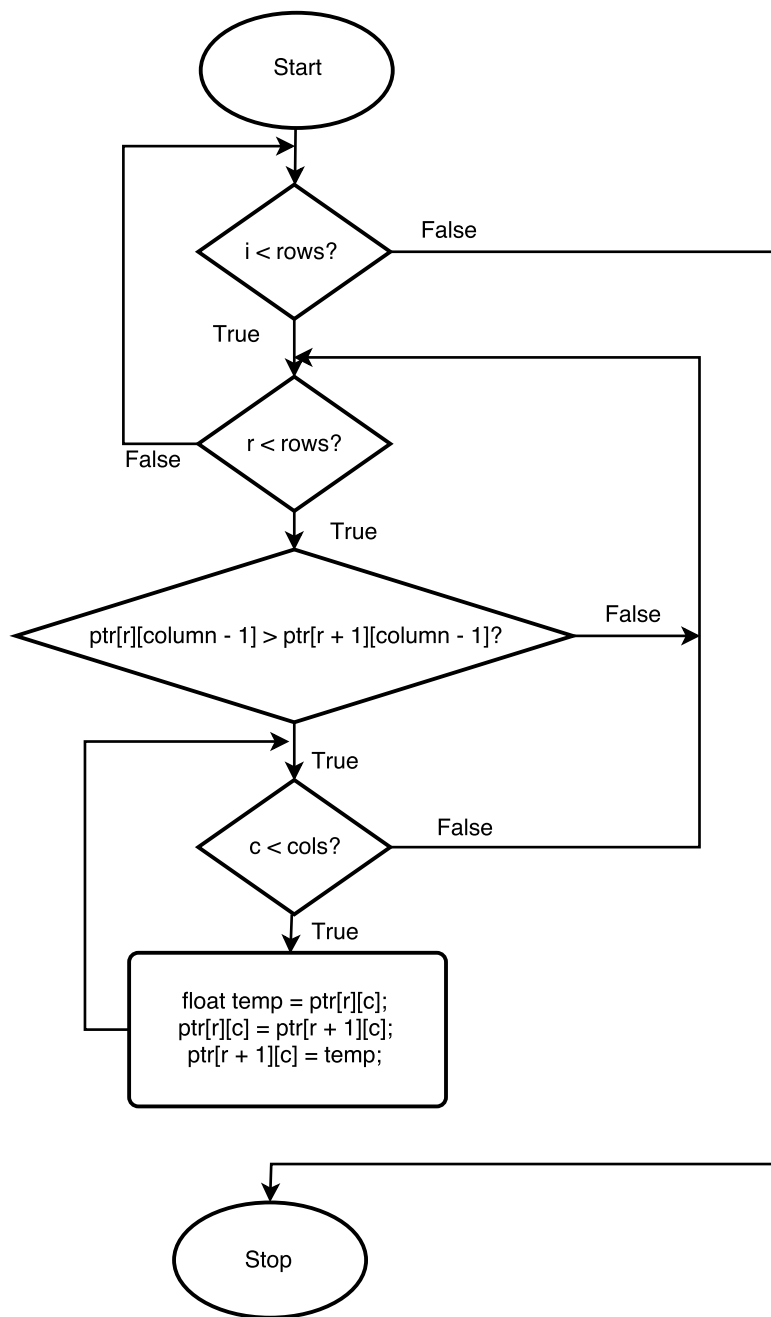 Start
i < rows?
False
True
r < rows?
False
True
ptr[r][column - 1] > ptr[r + 1][column - 1]?
False
True
c < cols?
False
True
float temp = ptr[r][c];
ptr[r][c] = ptr[r + 1][c];
ptr[r + 1][c] = temp;
Stop